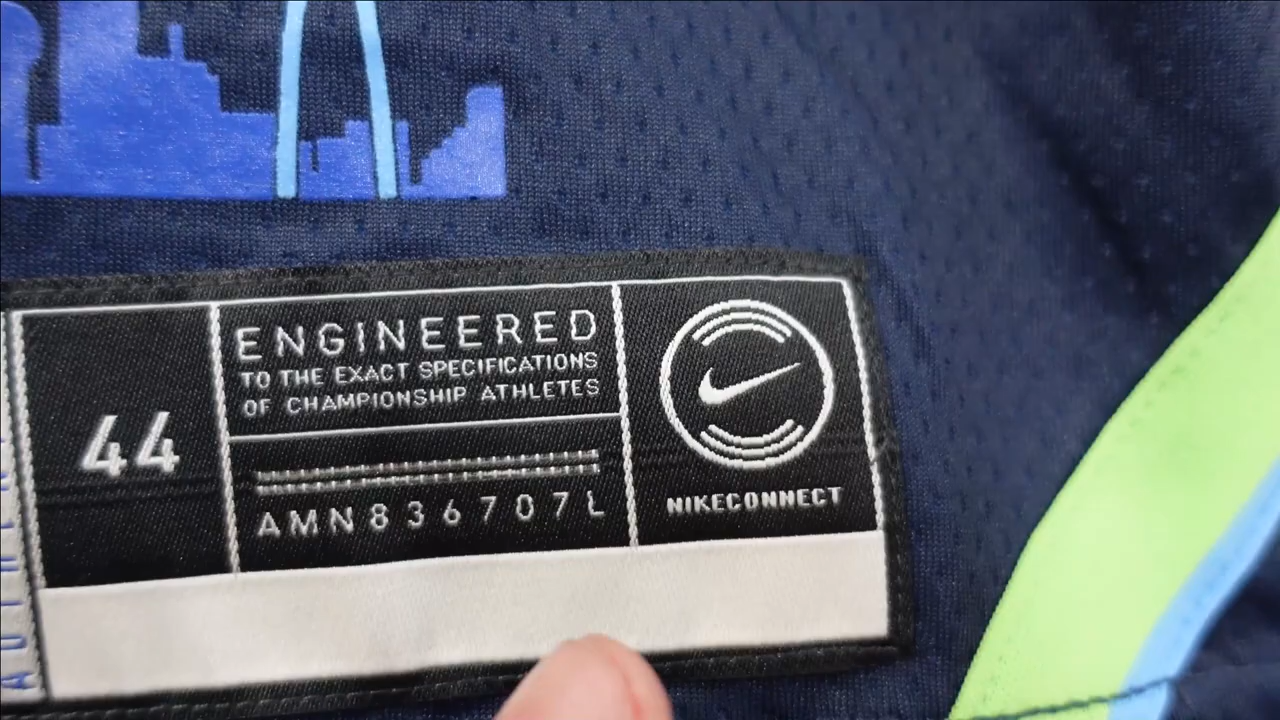 44
ENGINEERED
TO THE EXACT SPECIFICATIONS
OF CHAMPIONSHIP ATHLETES
AMN836707L
NIKECONNECT